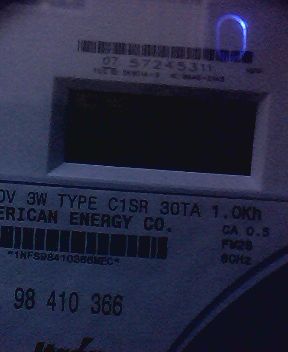 07 57245311
0V 3W TYPE C1SR 30TA 1.0Kh
ERICAN ENERGY CO.
CA 0.5
FM2S
60HZ
*1NFS98410366MEC*
98 410 366